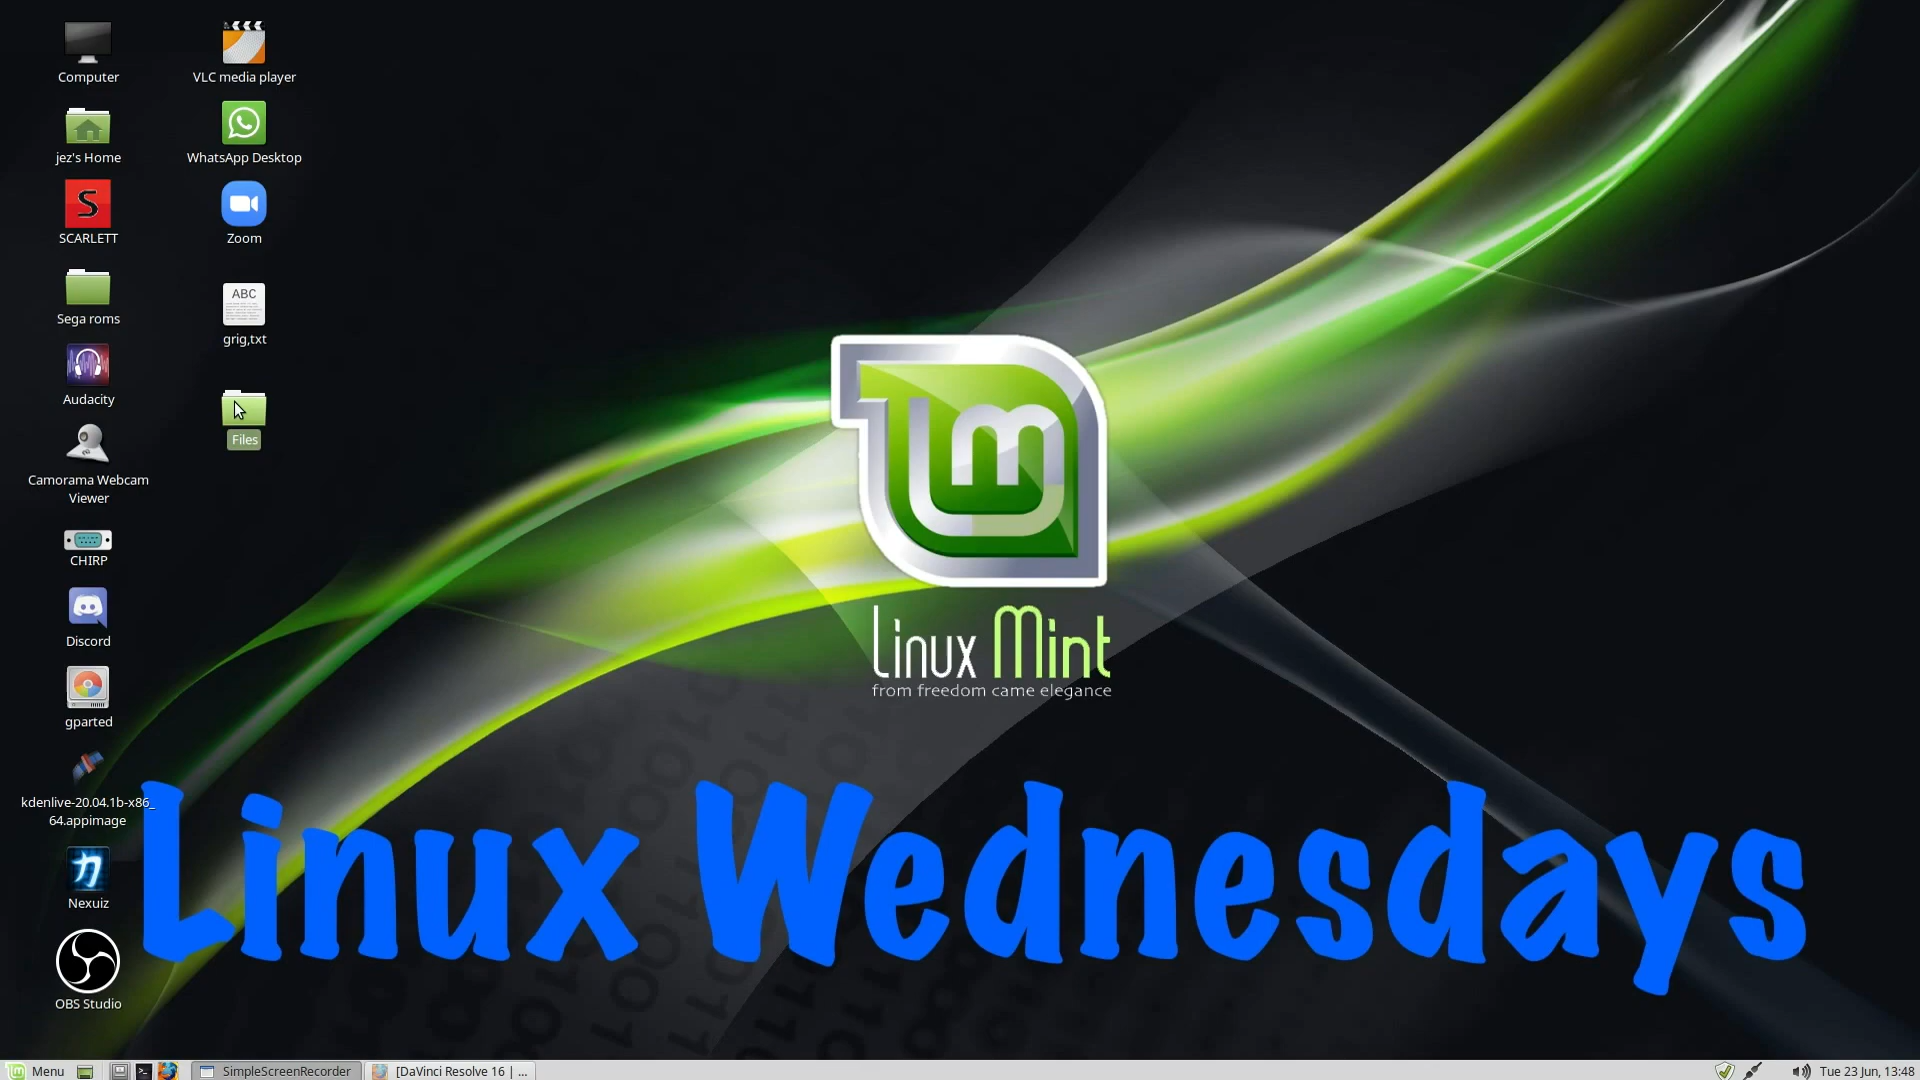 Computer
VLC media player
jez's Home
WhatsApp Desktop
S
SCARLETT
Zoom
Sega roms
ABC
grig,txt
Audacity
Files
Camorama Webcam
Viewer
CHIRP
Discord
gparted
kdenlive-20.04.1b-x86_
64.appimage
Nexuiz
OBS Studio
lm
Linux Mint
from freedom came elegance
Linux Wednesdays
Menu
SimpleScreenRecorder
[DaVinci Resolve 16 | ...
Tue 23 Jun, 13:48